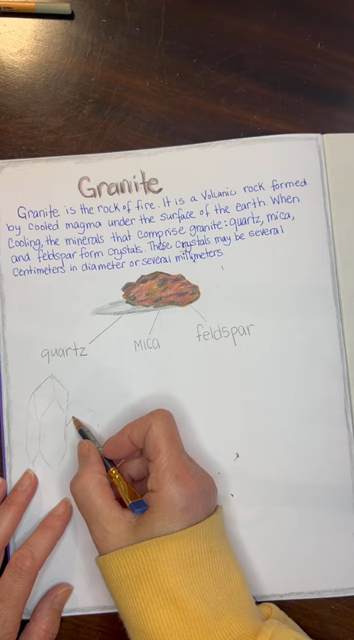 Granite
Granite is the rock of fire. It is a Volcanic rock formed
by cooled magma under the surface of the earth. When
cooling, the minerals that comprise granite: quartz, mica,
and feldspar form crystals. These crystals may be several
centimeters in diameter or several millimeters.
quartz
Mica
feldspar